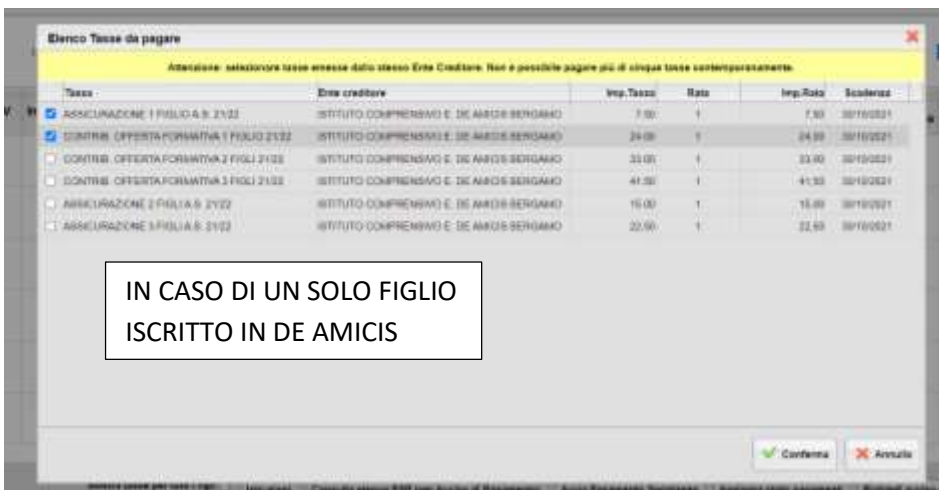 Elenco Tasse da pagare
Attenzione: selezionare tasse emesse dallo stesso Ente Creditore. Non è possibile pagare più di cinque tasse contemporaneamente.
Tassa Ente creditore Imp.Tassa Rata Imp.Rata Scadenza
ASSICURAZIONE 1 FIGLIO A.S. 21/22 ISTITUTO COMPRENSIVO E. DE AMICIS BERGAMO 7.50 1 7,50 30/10/2021
CONTRIB. OFFERTA FORMATIVA 1 FIGLIO 21/22 ISTITUTO COMPRENSIVO E. DE AMICIS BERGAMO 24.00 1 24,00 30/10/2021
CONTRIB. OFFERTA FORMATIVA 2 FIGLI 21/22 ISTITUTO COMPRENSIVO E. DE AMICIS BERGAMO 33.00 1 33,00 30/10/2021
CONTRIB. OFFERTA FORMATIVA 3 FIGLI 21/22 ISTITUTO COMPRENSIVO E. DE AMICIS BERGAMO 41.50 1 41,50 30/10/2021
ASSICURAZIONE 2 FIGLI A.S. 21/22 ISTITUTO COMPRENSIVO E. DE AMICIS BERGAMO 15.00 1 15,00 30/10/2021
ASSICURAZIONE 3 FIGLI A.S. 21/22 ISTITUTO COMPRENSIVO E. DE AMICIS BERGAMO 22.50 1 22,50 30/10/2021
IN CASO DI UN SOLO FIGLIO
ISCRITTO IN DE AMICIS
Conferma Annulla